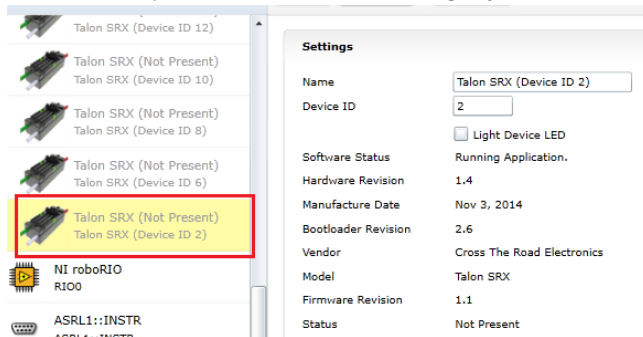 Talon SRX (Device ID 12)
Talon SRX (Not Present)
Talon SRX (Device ID 10)
Talon SRX (Not Present)
Talon SRX (Device ID 8)
Talon SRX (Not Present)
Talon SRX (Device ID 6)
Talon SRX (Not Present)
Talon SRX (Device ID 2)
NI roboRIO
RIO0
ASRL1::INSTR
Settings
Name Talon SRX (Device ID 2)
Device ID 2
Light Device LED
Software Status Running Application.
Hardware Revision 1.4
Manufacture Date Nov 3, 2014
Bootloader Revision 2.6
Vendor Cross The Road Electronics
Model Talon SRX
Firmware Revision 1.1
Status Not Present